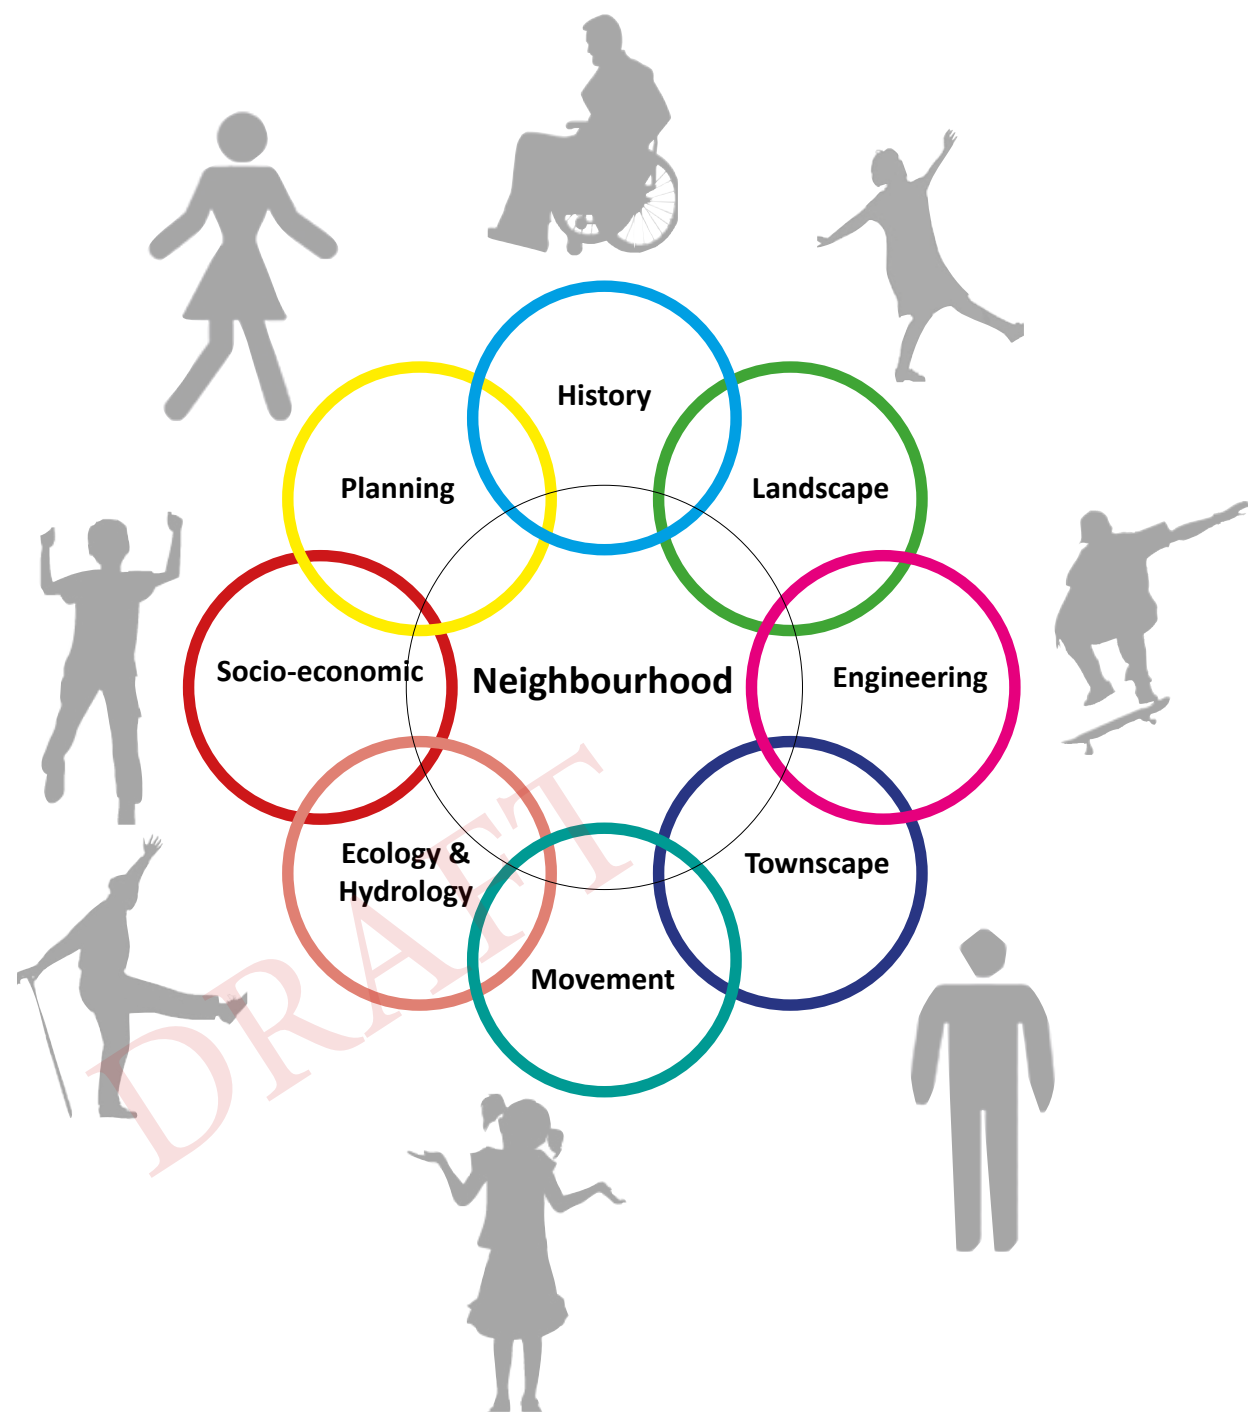 History
Planning
Landscape
Socio-economic
Neighbourhood
Engineering
Ecology &
Hydrology
Townscape
Movement
DRAFT